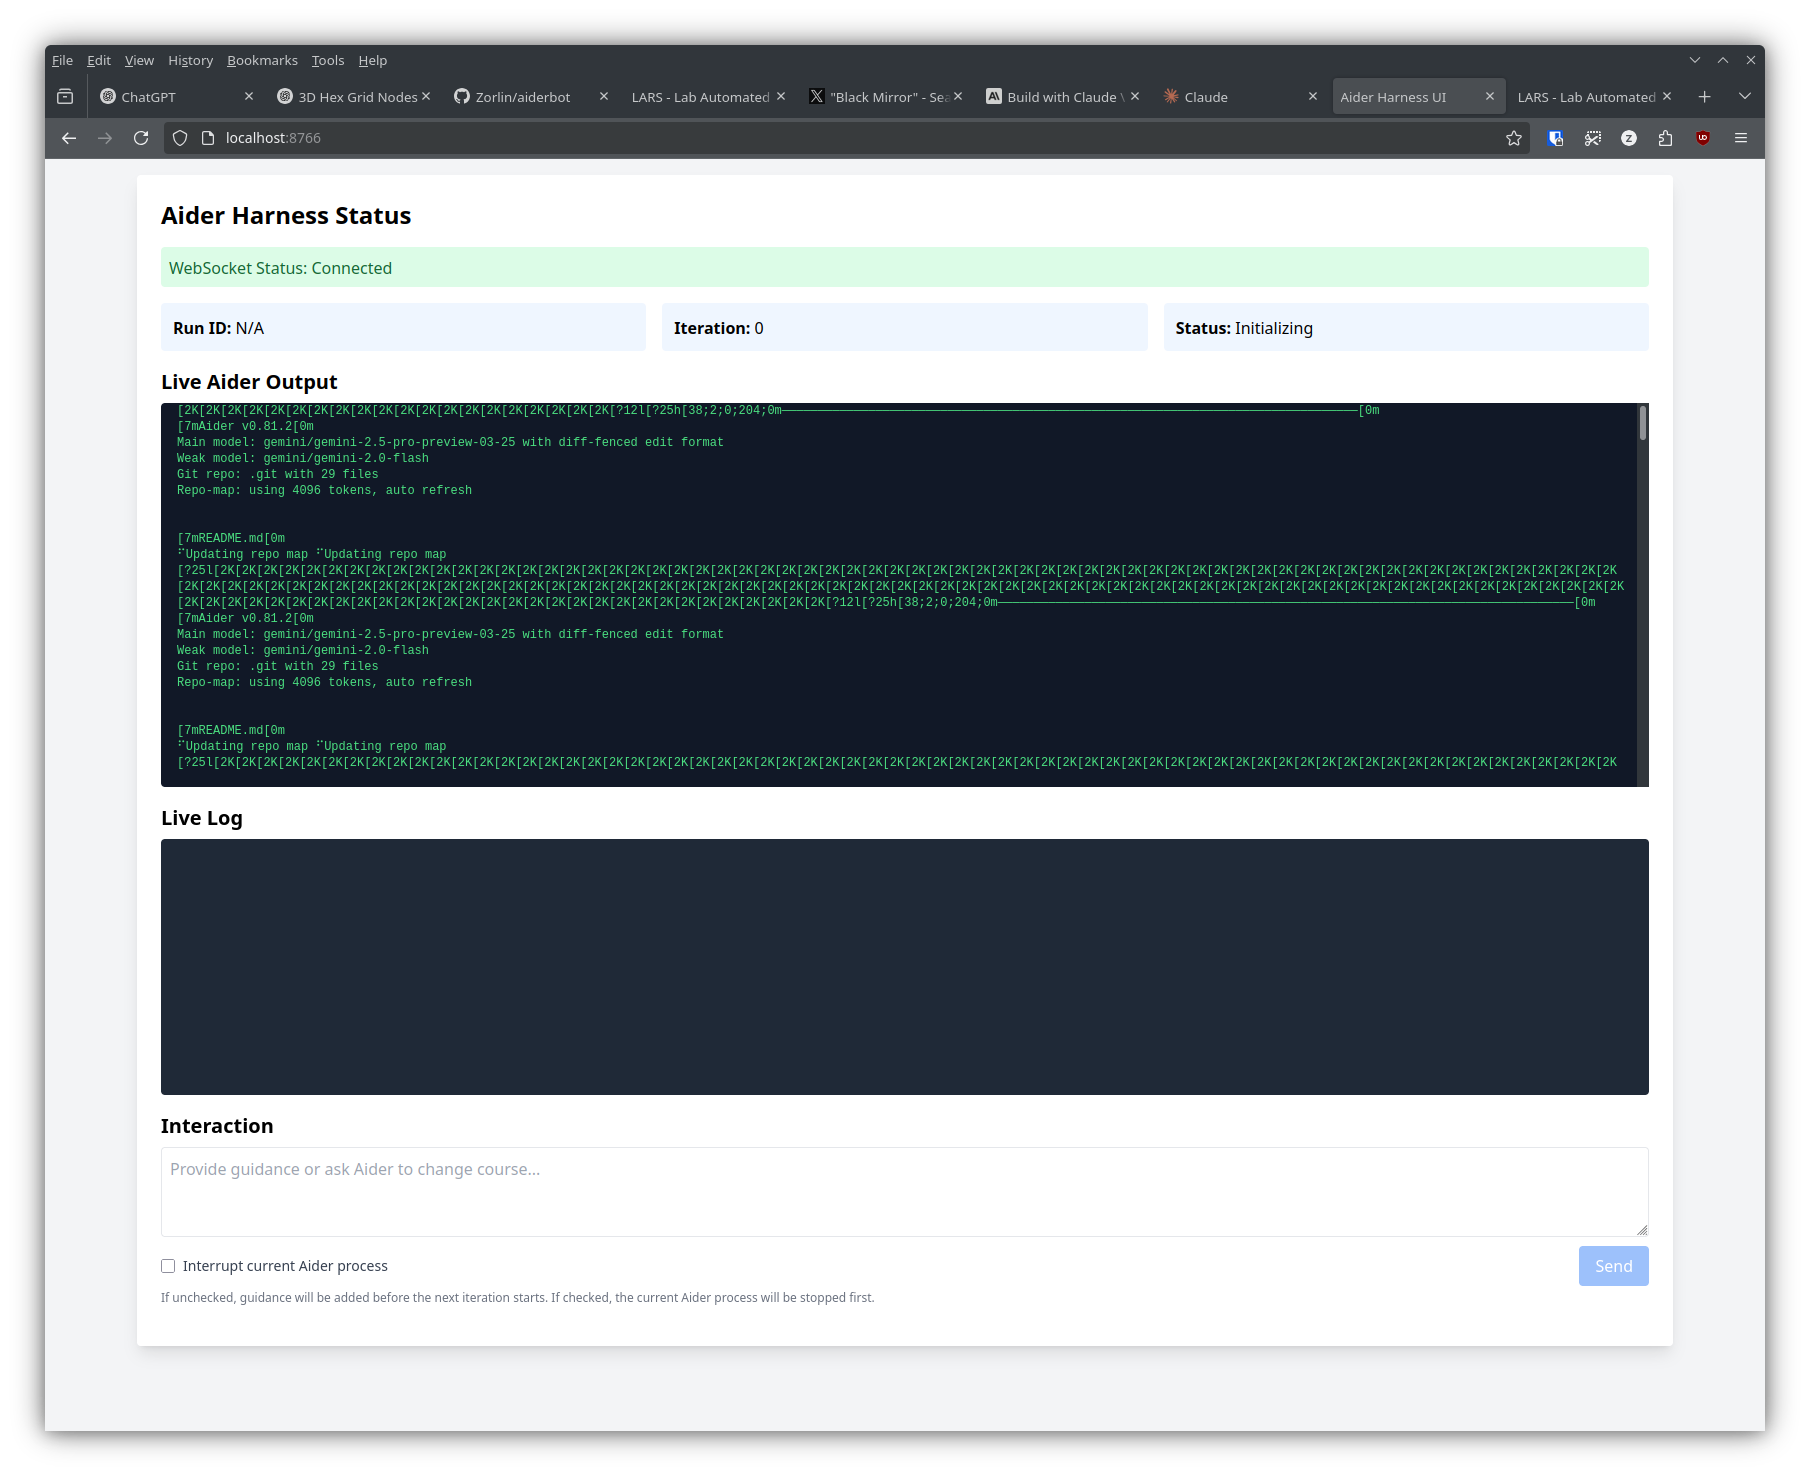 File Edit View History Bookmarks Tools Help
ChatGPT
3D Hex Grid Nodes
Zorlin/aiderbot
LARS - Lab Automated
"Black Mirror" - Sea
Build with Claude \
Claude
Aider Harness UI
LARS - Lab Automated
localhost:8766
Aider Harness Status
WebSocket Status: Connected
Run ID: N/A
Iteration: 0
Status: Initializing
Live Aider Output
[2K[2K[2K[2K[2K[2K[2K[2K[2K[2K[2K[2K[2K[2K[2K[2K[2K[2K[2K[2K[?12l[?25h[38;2;0;204;0m────────────────────────────────────────────────────────────────────────────────[0m
[7mAider v0.81.2[0m
Main model: gemini/gemini-2.5-pro-preview-03-25 with diff-fenced edit format
Weak model: gemini/gemini-2.0-flash
Git repo: .git with 29 files
Repo-map: using 4096 tokens, auto refresh
[7mREADME.md[0m
Updating repo map Updating repo map
[?25l[2K[2K[2K[2K[2K[2K[2K[2K[2K[2K[2K[2K[2K[2K[2K[2K[2K[2K[2K[2K[2K[2K[2K[2K[2K[2K[2K[2K[2K[2K[2K[2K[2K[2K[2K[2K[2K[2K[2K[2K[2K[2K[2K[2K[2K[2K[2K[2K[2K[2K[2K[2K[2K[2K[2K[2K[2K[2K[2K[2K[2K[2K[2K[2K[2K
[2K[2K[2K[2K[2K[2K[2K[2K[2K[2K[2K[2K[2K[2K[2K[2K[2K[2K[2K[2K[2K[2K[2K[2K[2K[2K[2K[2K[2K[2K[2K[2K[2K[2K[2K[2K[2K[2K[2K[2K[2K[2K[2K[2K[2K[2K[2K[2K[2K[2K[2K[2K[2K[2K[2K[2K[2K[2K[2K[2K[2K[2K[2K[2K[2K[2K[2K
[2K[2K[2K[2K[2K[2K[2K[2K[2K[2K[2K[2K[2K[2K[2K[2K[2K[2K[2K[2K[2K[2K[2K[2K[2K[2K[2K[2K[2K[2K[?12l[?25h[38;2;0;204;0m────────────────────────────────────────────────────────────────────────────────[0m
[7mAider v0.81.2[0m
Main model: gemini/gemini-2.5-pro-preview-03-25 with diff-fenced edit format
Weak model: gemini/gemini-2.0-flash
Git repo: .git with 29 files
Repo-map: using 4096 tokens, auto refresh
[7mREADME.md[0m
Updating repo map Updating repo map
[?25l[2K[2K[2K[2K[2K[2K[2K[2K[2K[2K[2K[2K[2K[2K[2K[2K[2K[2K[2K[2K[2K[2K[2K[2K[2K[2K[2K[2K[2K[2K[2K[2K[2K[2K[2K[2K[2K[2K[2K[2K[2K[2K[2K[2K[2K[2K[2K[2K[2K[2K[2K[2K[2K[2K[2K[2K[2K[2K[2K[2K[2K[2K[2K[2K[2K
Live Log
Interaction
Provide guidance or ask Aider to change course...
Interrupt current Aider process
Send
If unchecked, guidance will be added before the next iteration starts. If checked, the current Aider process will be stopped first.